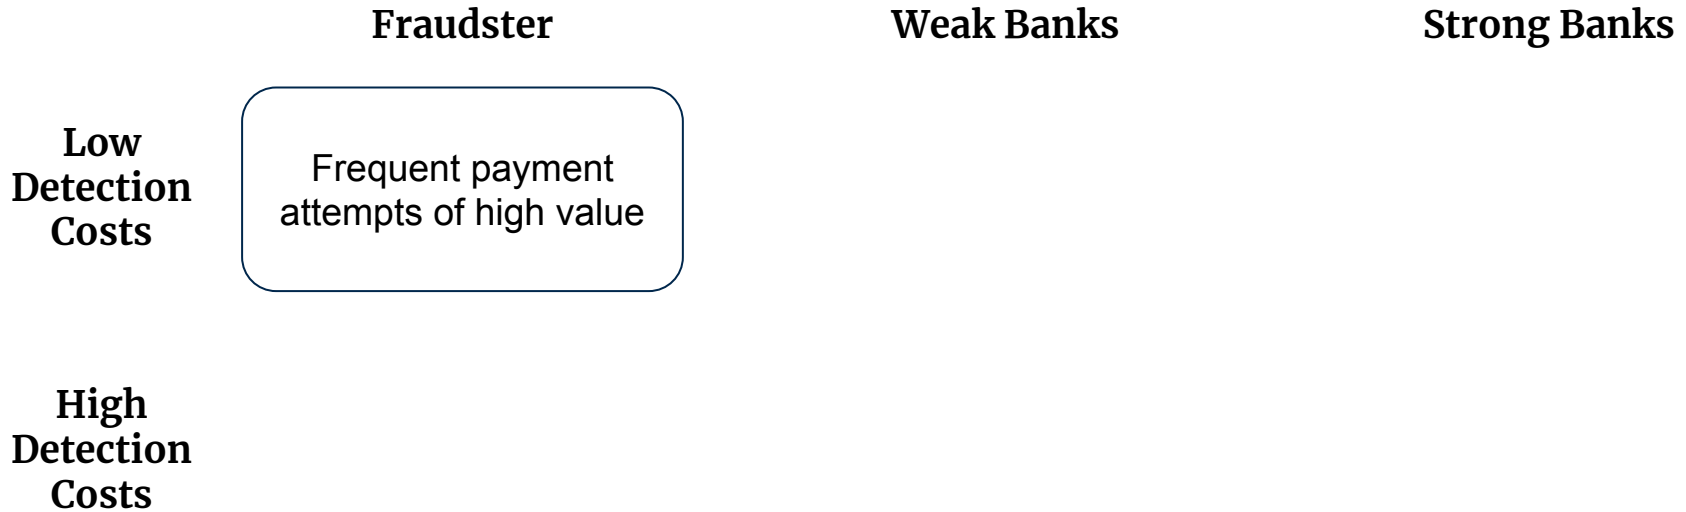 Fraudster
Weak Banks
Strong Banks
Low
Detection
Costs
Frequent payment
attempts of high value
High
Detection
Costs